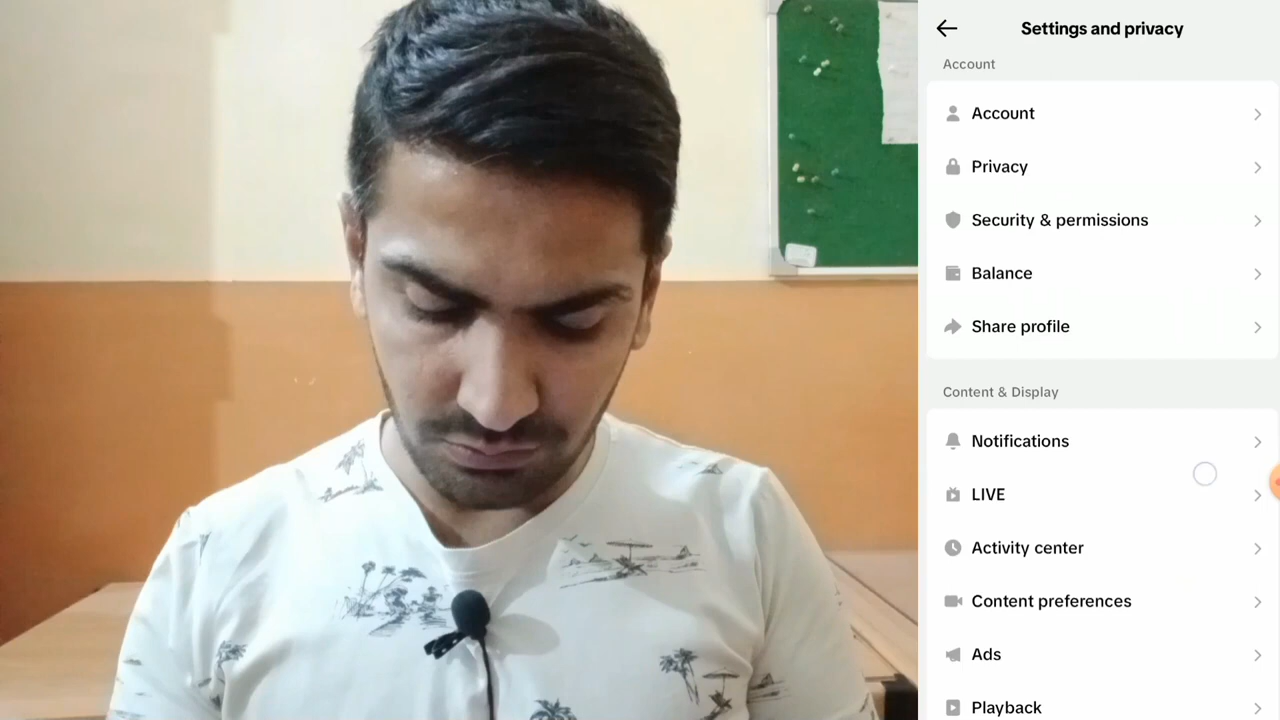 Settings and privacy
Account
Account
Privacy
Security & permissions
Balance
Share profile
Content & Display
Notifications
LIVE
Activity center
Content preferences
Ads
Playback